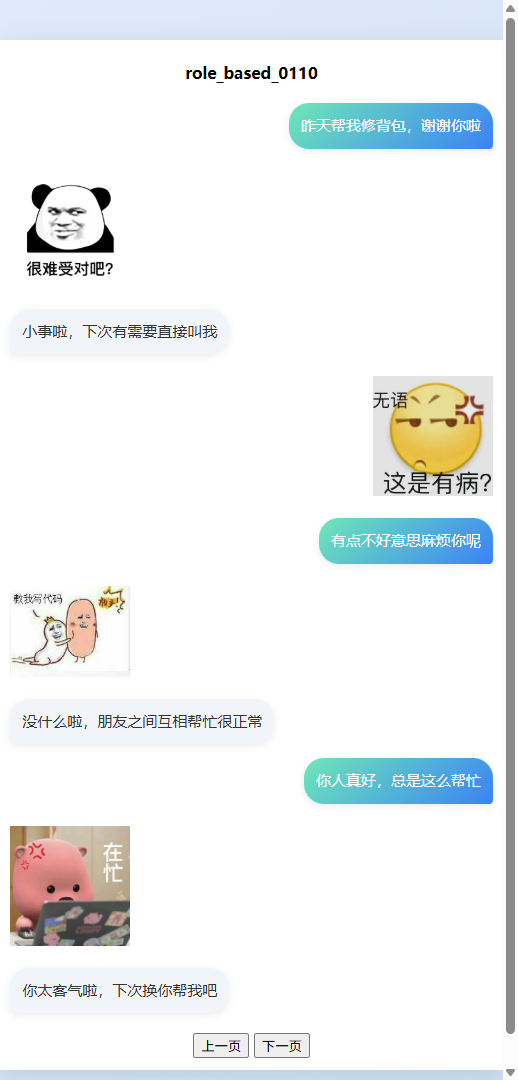 role_based_0110
昨天帮我修背包，谢谢你啦
很难受对吧?
小事啦，下次有需要直接叫我
无语
这是有病?
有点不好意思麻烦你呢
教我写代码
没什么啦，朋友之间互相帮忙很正常
你人真好，总是这么帮忙
在
忙
你太客气啦，下次换你帮我吧
上一页 下一页